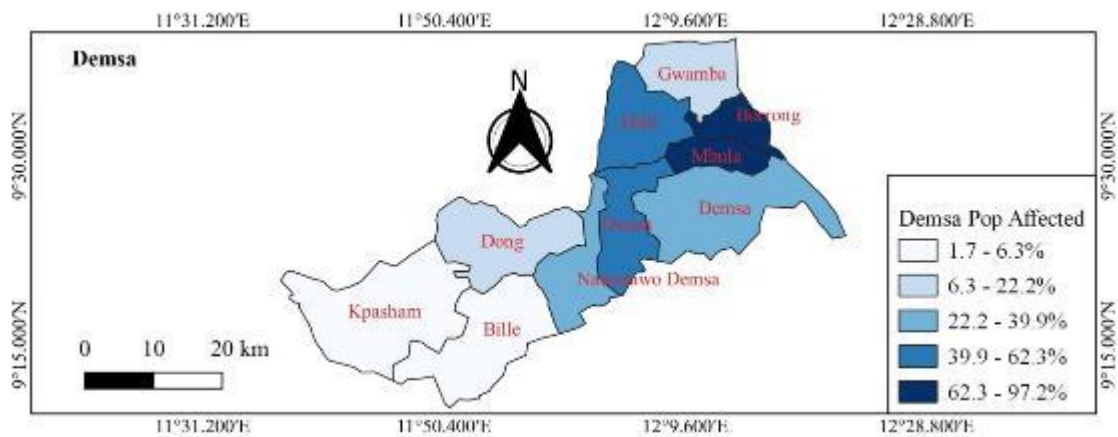 11°31.200'E 11°50.400'E 12°9.600'E 12°28.800'E
Demsa
N
Gwamba
Mbula
Demsa
Dong
Demsa
Kpasham
Bille
9°30.000'N
9°15.000'N
9°30.000'N
9°15.000'N
0 10 20 km
Demsa Pop Affected
1.7 - 6.3%
6.3 - 22.2%
22.2 - 39.9%
39.9 - 62.3%
62.3 - 97.2%
11°31.200'E 11°50.400'E 12°9.600'E 12°28.800'E